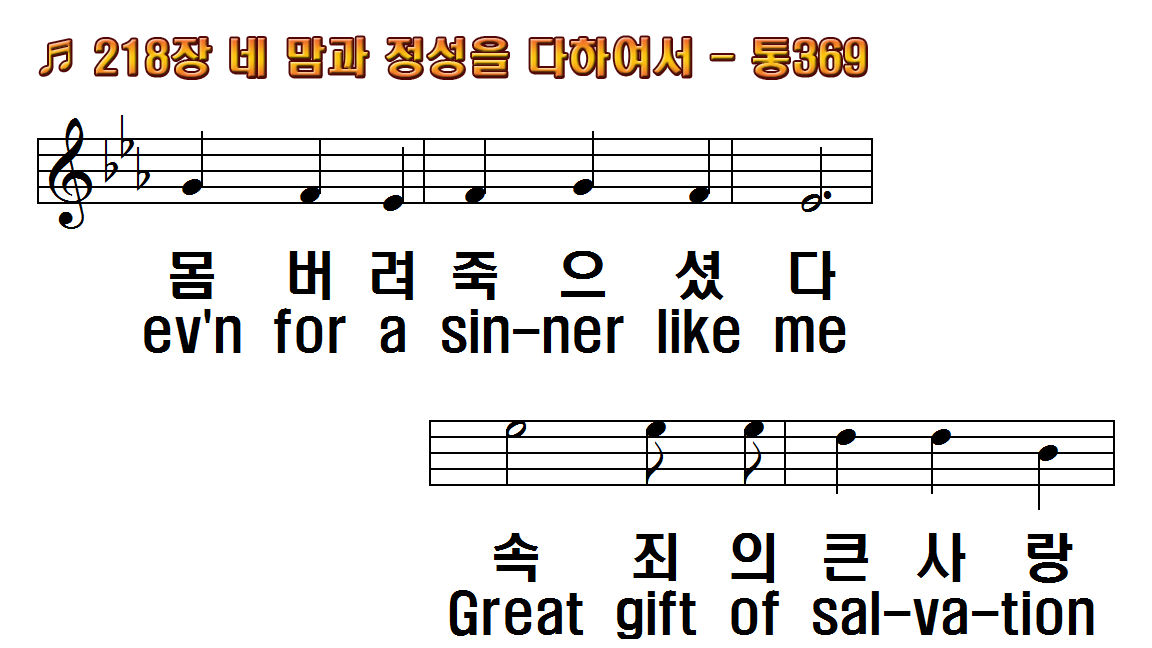 ♬ 218장 네 맘과 정성을 다하여서 - 통369
몸 버 려 죽 으 셨 다
ev'n for a sin-ner like me
속 죄 의 큰 사 랑
Great gift of sal-va-tion